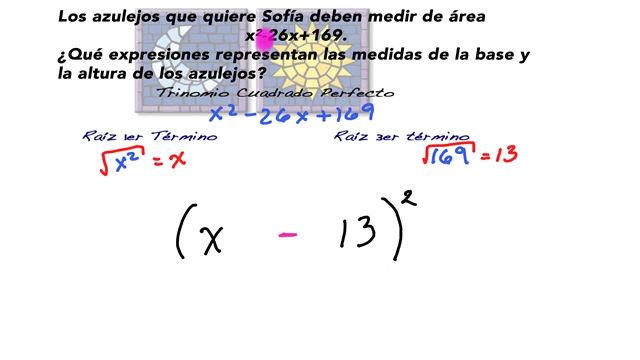 Los azulejos que quiere Sofía deben medir de área
x²-26x+169.
¿Qué expresiones representan las medidas de la base y
la altura de los azulejos?
Trinomio Cuadrado Perfecto
x² - 26x + 169
Raíz 1er Término
Raíz 3er término
√x² = x
√169 = 13
(x - 13)²